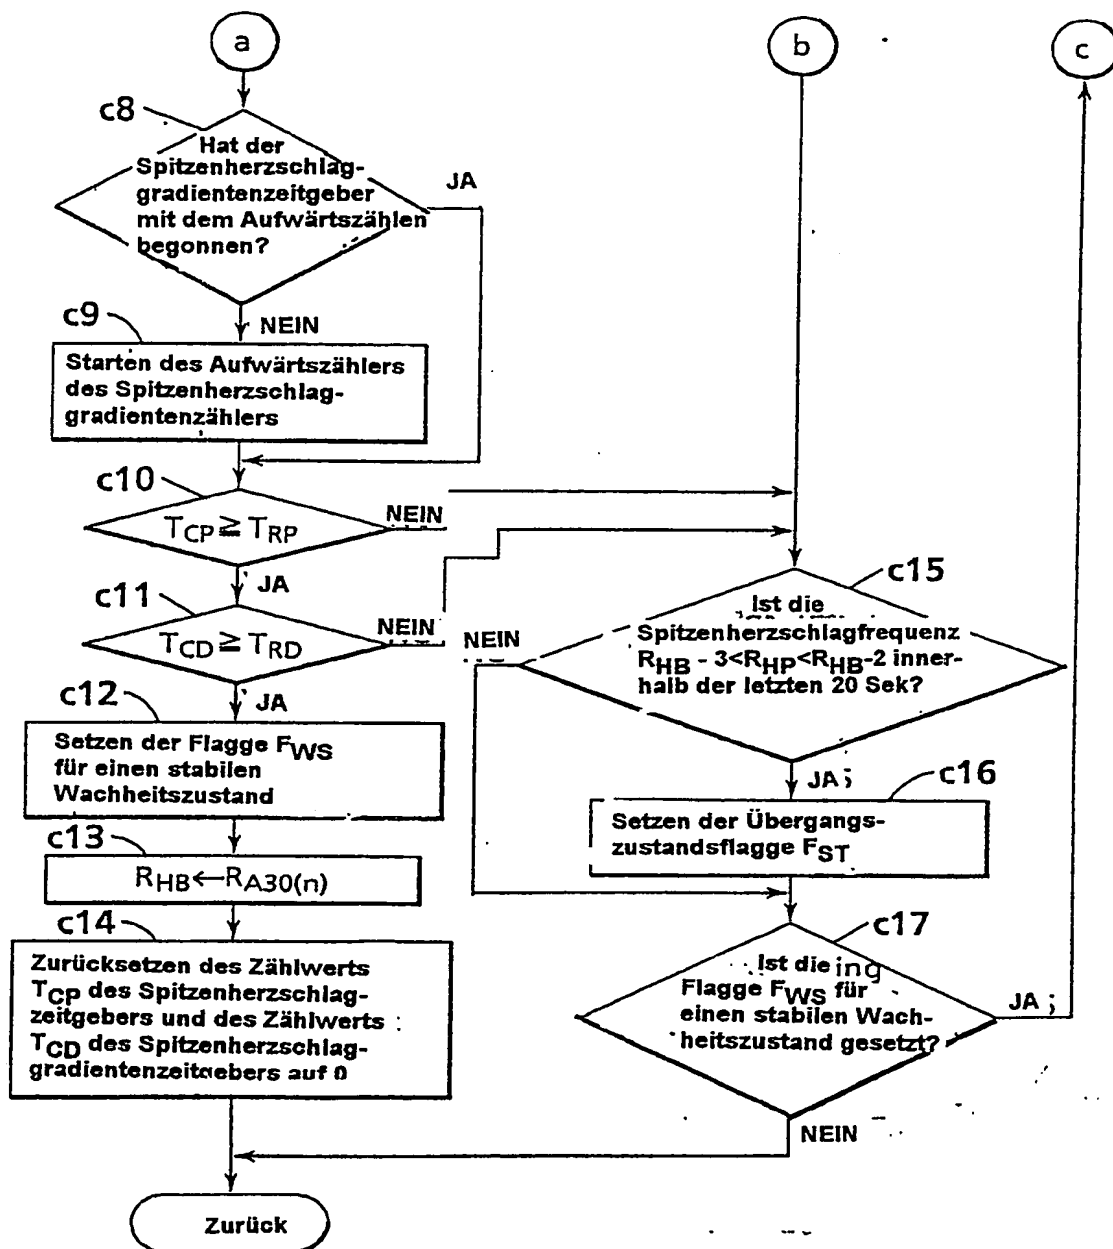 a
b
c
c8
Hat der
Spitzenherzschlag-
gradientenzeitgeber
mit dem Aufwärtszählen
begonnen?
JA
NEIN
c9
Starten des Aufwärtszählers
des Spitzenherzschlag-
gradientenzählers
c10
TCP ≧ TRP
NEIN
JA
c11
TCD ≧ TRD
NEIN
JA
c12
Setzen der Flagge FWS
für einen stabilen
Wachheitszustand
c13
RHB←RA30(n)
c14
Zurücksetzen des Zählwerts
TCP des Spitzenherzschlag-
zeitgebers und des Zählwerts
TCD des Spitzenherzschlag-
gradientenzeitgebers auf 0
c15
Ist die
Spitzenherzschlagfrequenz
RHB - 3<RHP<RHB-2 inner-
halb der letzten 20 Sek?
NEIN
JA;
c16
Setzen der Übergangs-
zustandsflagge FST
c17
Ist die ing
Flagge FWS für
einen stabilen Wach-
heitszustand gesetzt?
JA ;
NEIN
Zurück